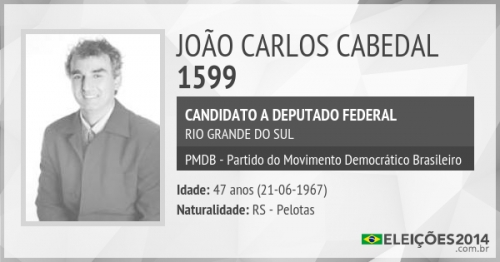 JOÃO CARLOS CABEDAL
1599
CANDIDATO A DEPUTADO FEDERAL
RIO GRANDE DO SUL
PMDB - Partido do Movimento Democrático Brasileiro
Idade: 47 anos (21-06-1967)
Naturalidade: RS - Pelotas
ELEIÇÕES2014
.com.br